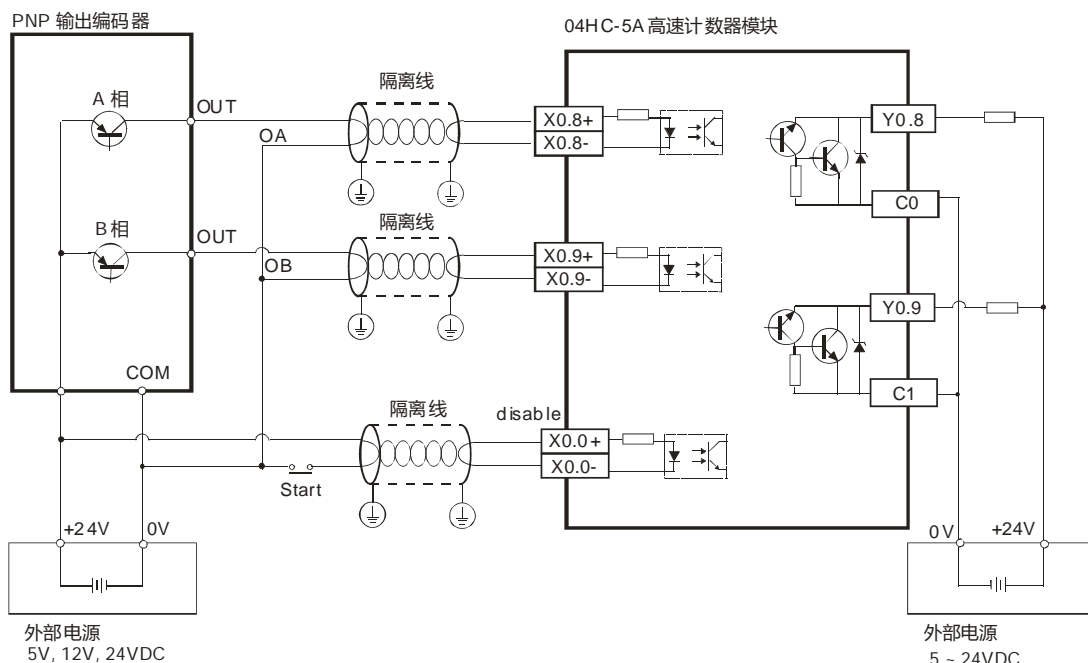 PNP 输出编码器
04HC-5A 高速计数器模块
A 相
OUT
OA
隔离线
X0.8+
X0.8-
Y0.8
C0
B 相
OUT
OB
隔离线
X0.9+
X0.9-
Y0.9
C1
COM
隔离线
disable
X0.0+
X0.0-
Start
+24V
0V
0V
+24V
外部电源
5V, 12V, 24VDC
外部电源
5 ~ 24VDC